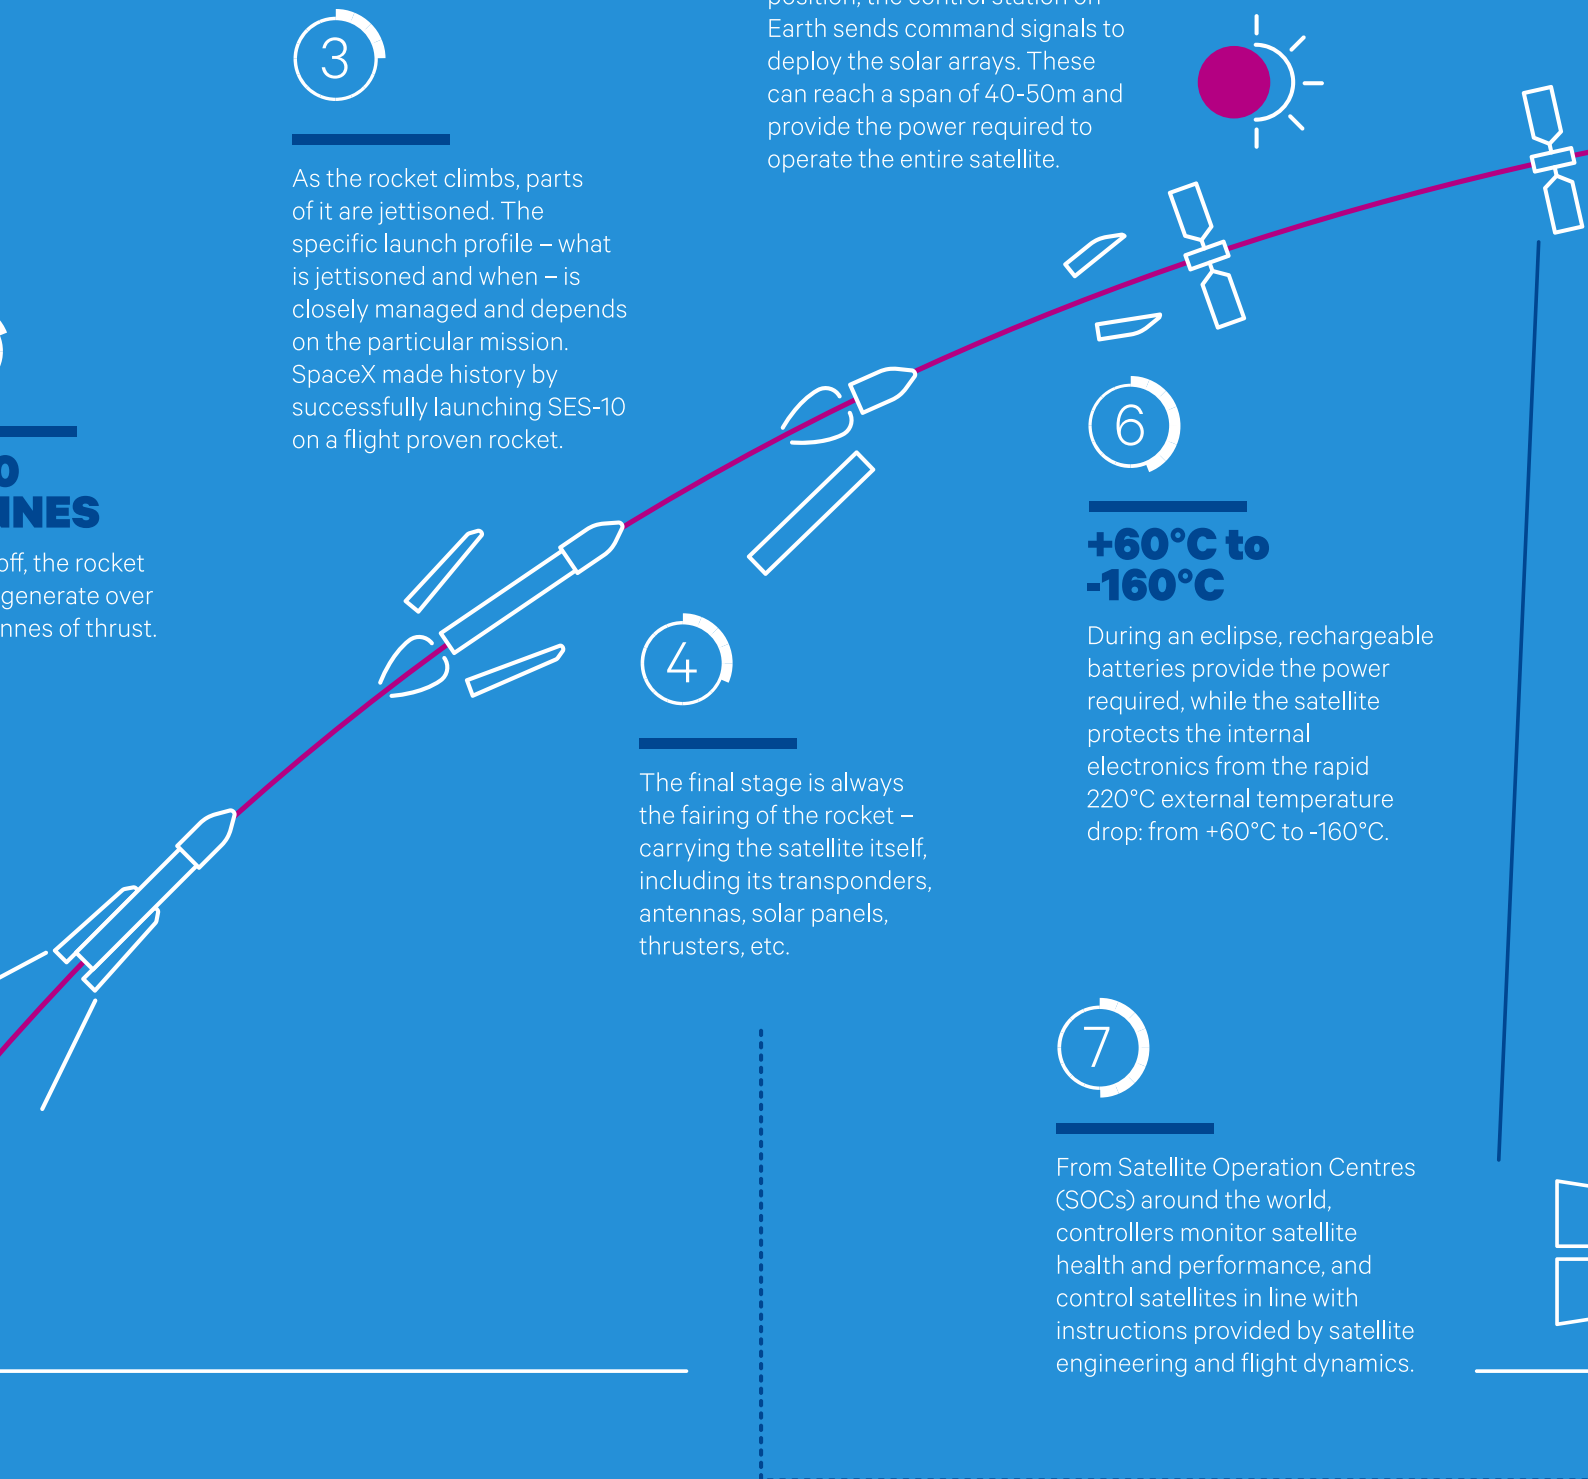 3
As the rocket climbs, parts
of it are jettisoned. The
specific launch profile – what
is jettisoned and when – is
closely managed and depends
on the particular mission.
SpaceX made history by
successfully launching SES-10
on a flight proven rocket.
off, the rocket
generate over
of thrust.
position, the control station on
Earth sends command signals to
deploy the solar arrays. These
can reach a span of 40-50m and
provide the power required to
operate the entire satellite.
4
The final stage is always
the fairing of the rocket –
carrying the satellite itself,
including its transponders,
antennas, solar panels,
thrusters, etc.
6
+60°C to
-160°C
During an eclipse, rechargeable
batteries provide the power
required, while the satellite
protects the internal
electronics from the rapid
220°C external temperature
drop: from +60°C to -160°C.
7
From Satellite Operation Centres
(SOCs) around the world,
controllers monitor satellite
health and performance, and
control satellites in line with
instructions provided by satellite
engineering and flight dynamics.